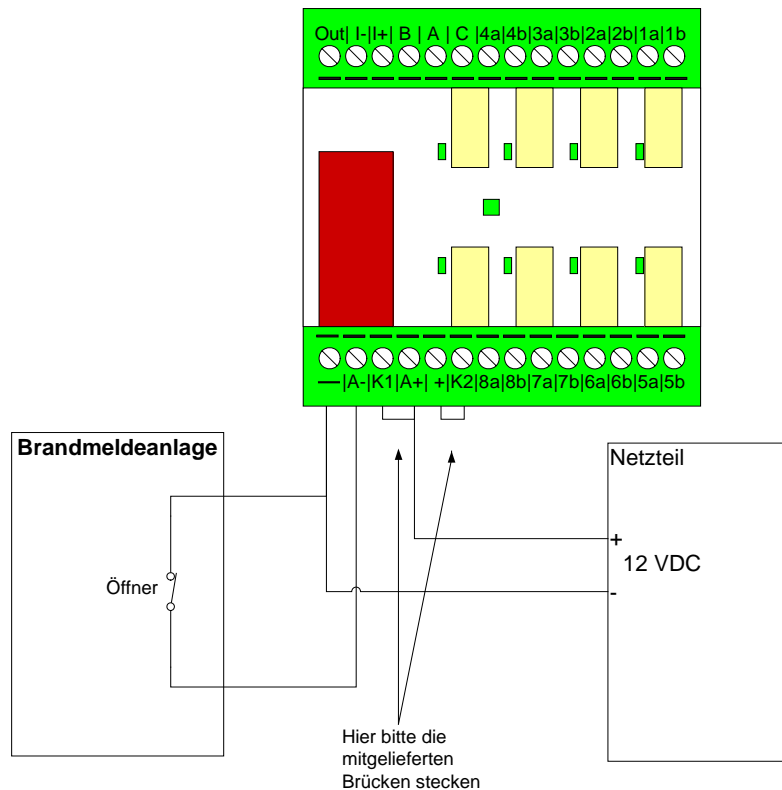 Out| I-|I+| B | A | C |4a|4b|3a|3b|2a|2b|1a|1b
— |A-|K1|A+| +|K2|8a|8b|7a|7b|6a|6b|5a|5b
Brandmeldeanlage
Netzteil
+
12 VDC
Öffner
-
Hier bitte die
mitgelieferten
Brücken stecken